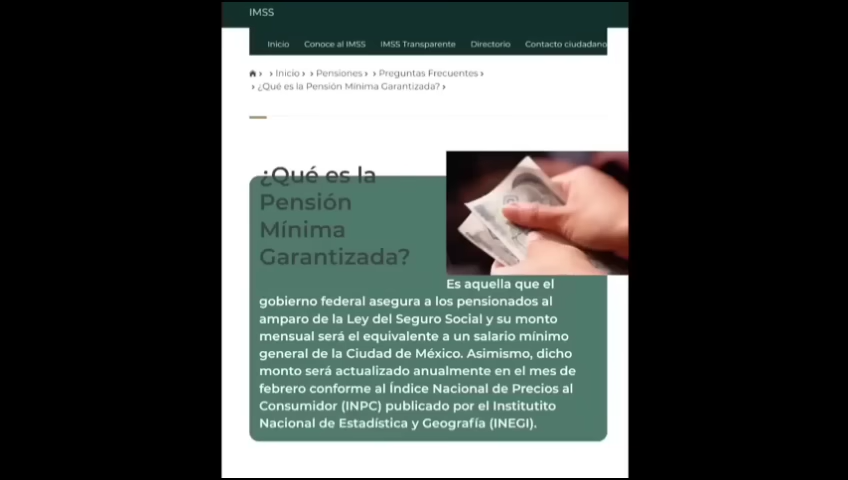 IMSS
Inicio Conoce al IMSS IMSS Transparente Directorio Contacto ciudadano
› › Inicio › › Pensiones › › Preguntas Frecuentes ›
› ¿Qué es la Pensión Mínima Garantizada? ›
¿Qué es la
Pensión
Mínima
Garantizada?
Es aquella que el
gobierno federal asegura a los pensionados al
amparo de la Ley del Seguro Social y su monto
mensual será el equivalente a un salario mínimo
general de la Ciudad de México. Asimismo, dicho
monto será actualizado anualmente en el mes de
febrero conforme al Índice Nacional de Precios al
Consumidor (INPC) publicado por el Institutito
Nacional de Estadística y Geografía (INEGI).